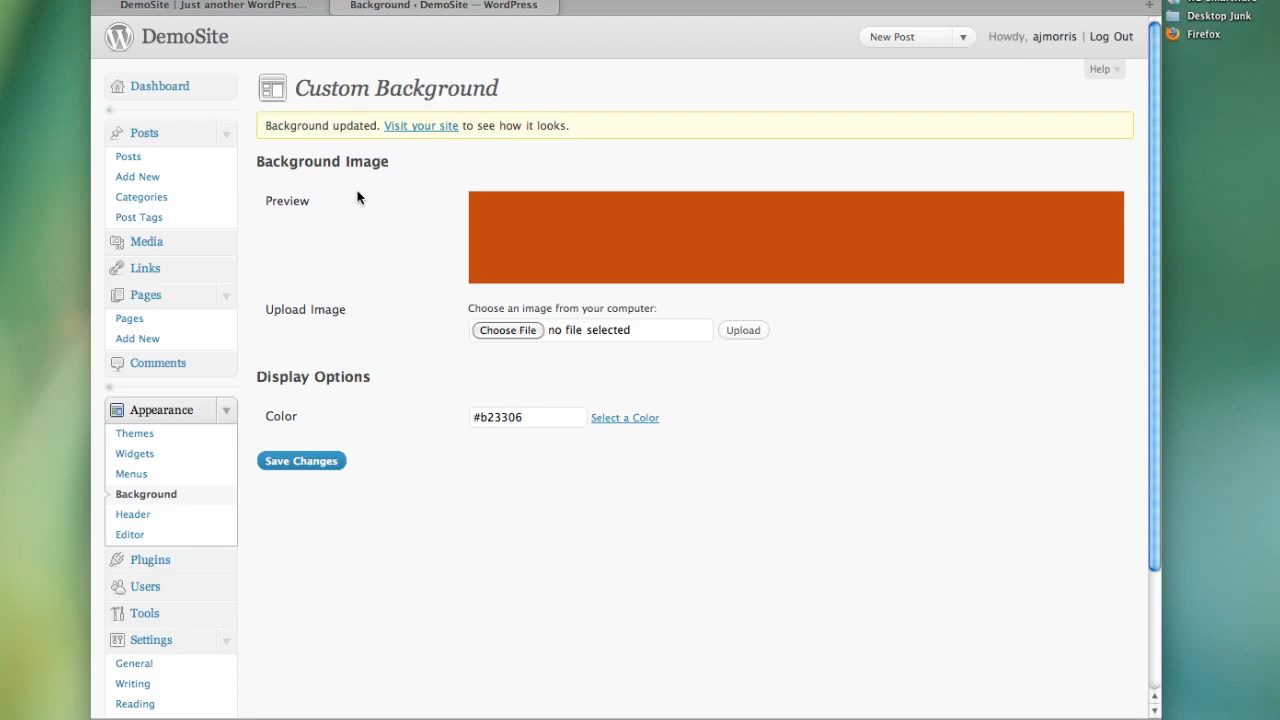 DemoSite | Just another WordPres...
Background ‹ DemoSite — WordPress
Desktop Junk
Firefox
DemoSite
New Post
Howdy, ajmorris | Log Out
Help
Custom Background
Background updated. Visit your site to see how it looks.
Dashboard
Posts
Posts
Add New
Categories
Post Tags
Media
Links
Pages
Pages
Add New
Comments
Appearance
Themes
Widgets
Menus
Background
Header
Editor
Plugins
Users
Tools
Settings
General
Writing
Reading
Background Image
Preview
Upload Image
Choose an image from your computer:
Choose File no file selected
Upload
Display Options
Color
#b23306
Select a Color
Save Changes